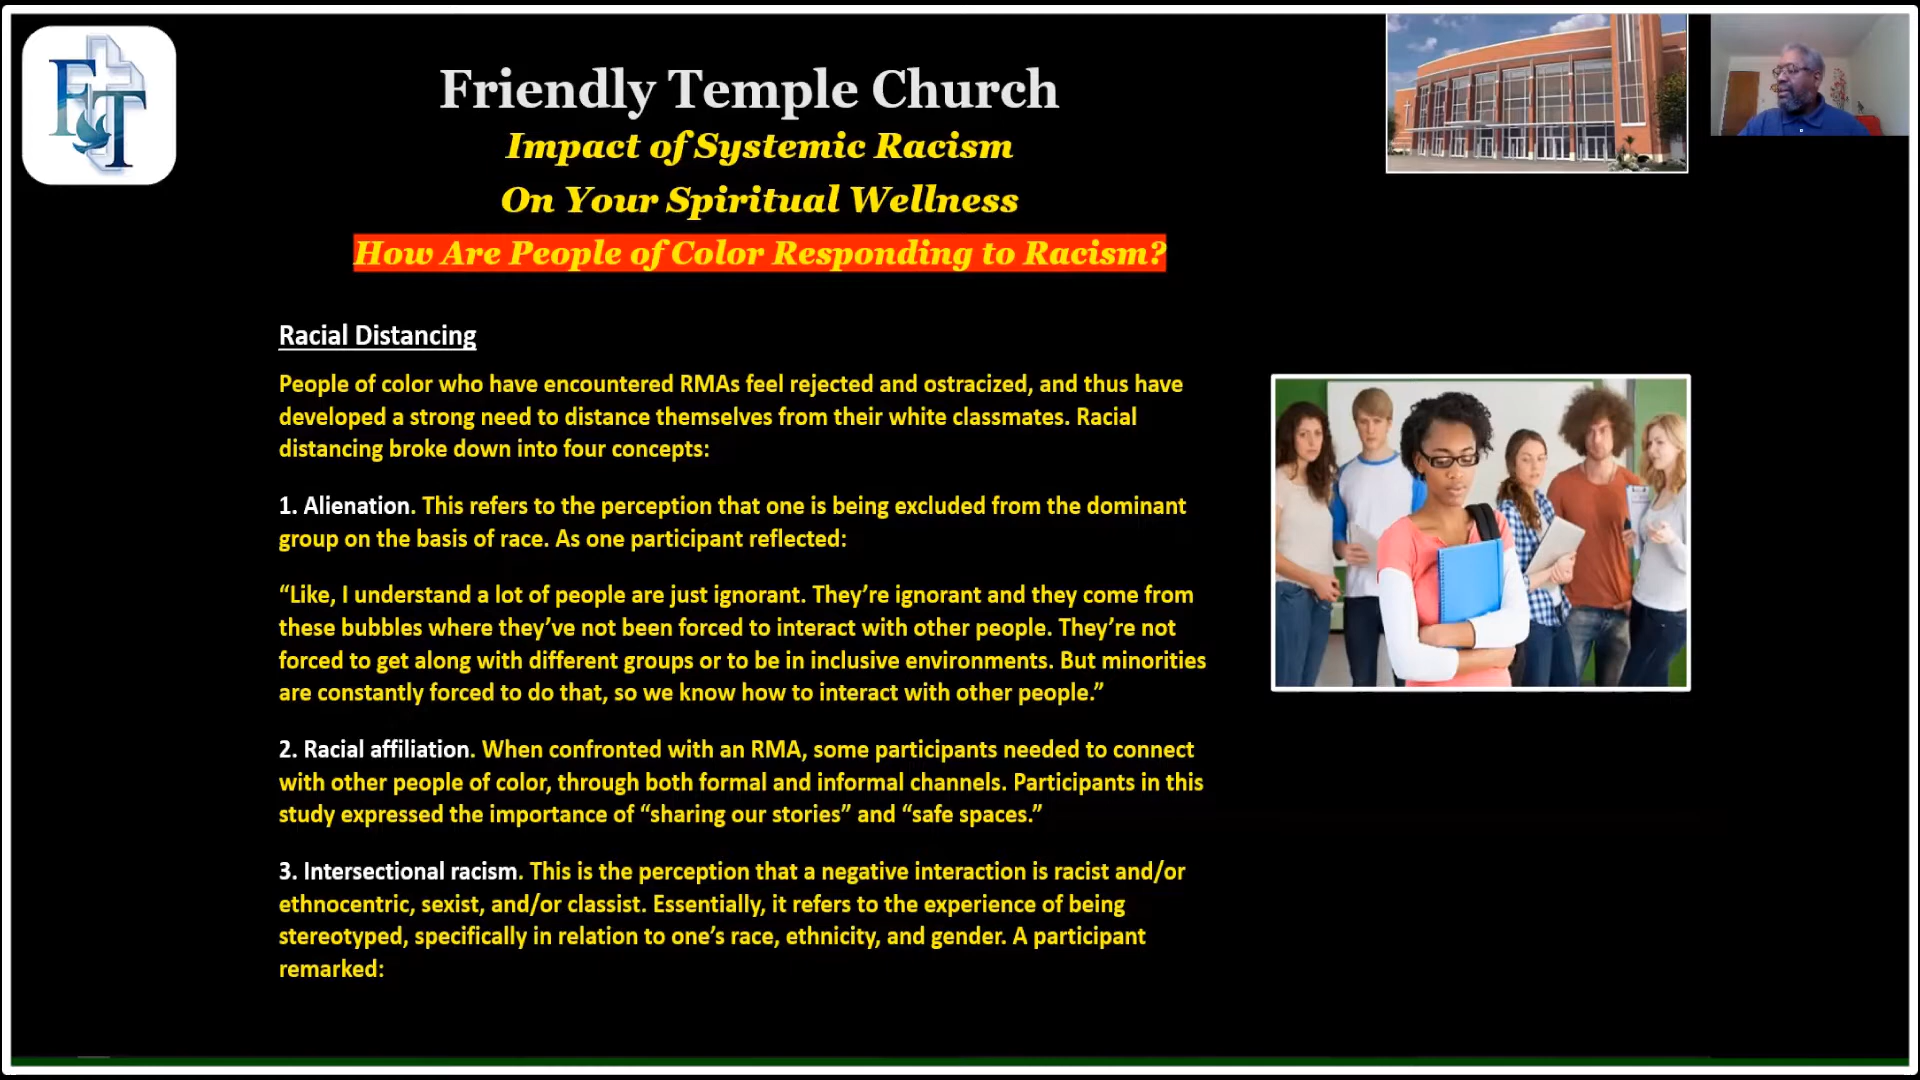 FT
Friendly Temple Church
Impact of Systemic Racism
On Your Spiritual Wellness
How Are People of Color Responding to Racism?
Racial Distancing
People of color who have encountered RMAs feel rejected and ostracized, and thus have
developed a strong need to distance themselves from their white classmates. Racial
distancing broke down into four concepts:
1. Alienation. This refers to the perception that one is being excluded from the dominant
group on the basis of race. As one participant reflected:
“Like, I understand a lot of people are just ignorant. They’re ignorant and they come from
these bubbles where they’ve not been forced to interact with other people. They’re not
forced to get along with different groups or to be in inclusive environments. But minorities
are constantly forced to do that, so we know how to interact with other people.”
2. Racial affiliation. When confronted with an RMA, some participants needed to connect
with other people of color, through both formal and informal channels. Participants in this
study expressed the importance of “sharing our stories” and “safe spaces.”
3. Intersectional racism. This is the perception that a negative interaction is racist and/or
ethnocentric, sexist, and/or classist. Essentially, it refers to the experience of being
stereotyped, specifically in relation to one’s race, ethnicity, and gender. A participant
remarked: